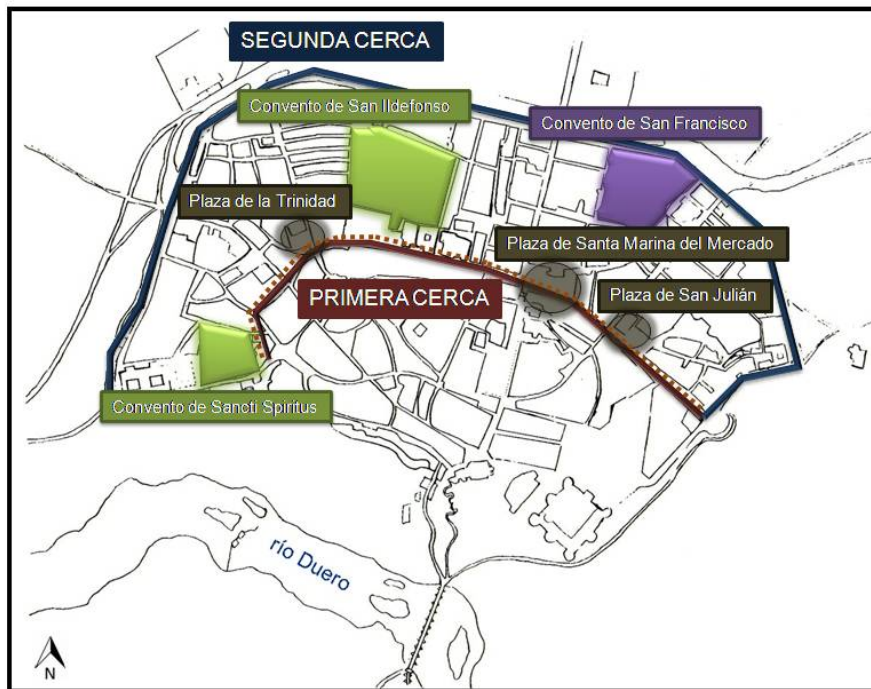 SEGUNDA CERCA
Convento de San Ildefonso
Convento de San Francisco
Plaza de la Trinidad
Plaza de Santa Marina del Mercado
PRIMERA CERCA
Plaza de San Julián
Convento de Sancti Spiritus
río Duero
N